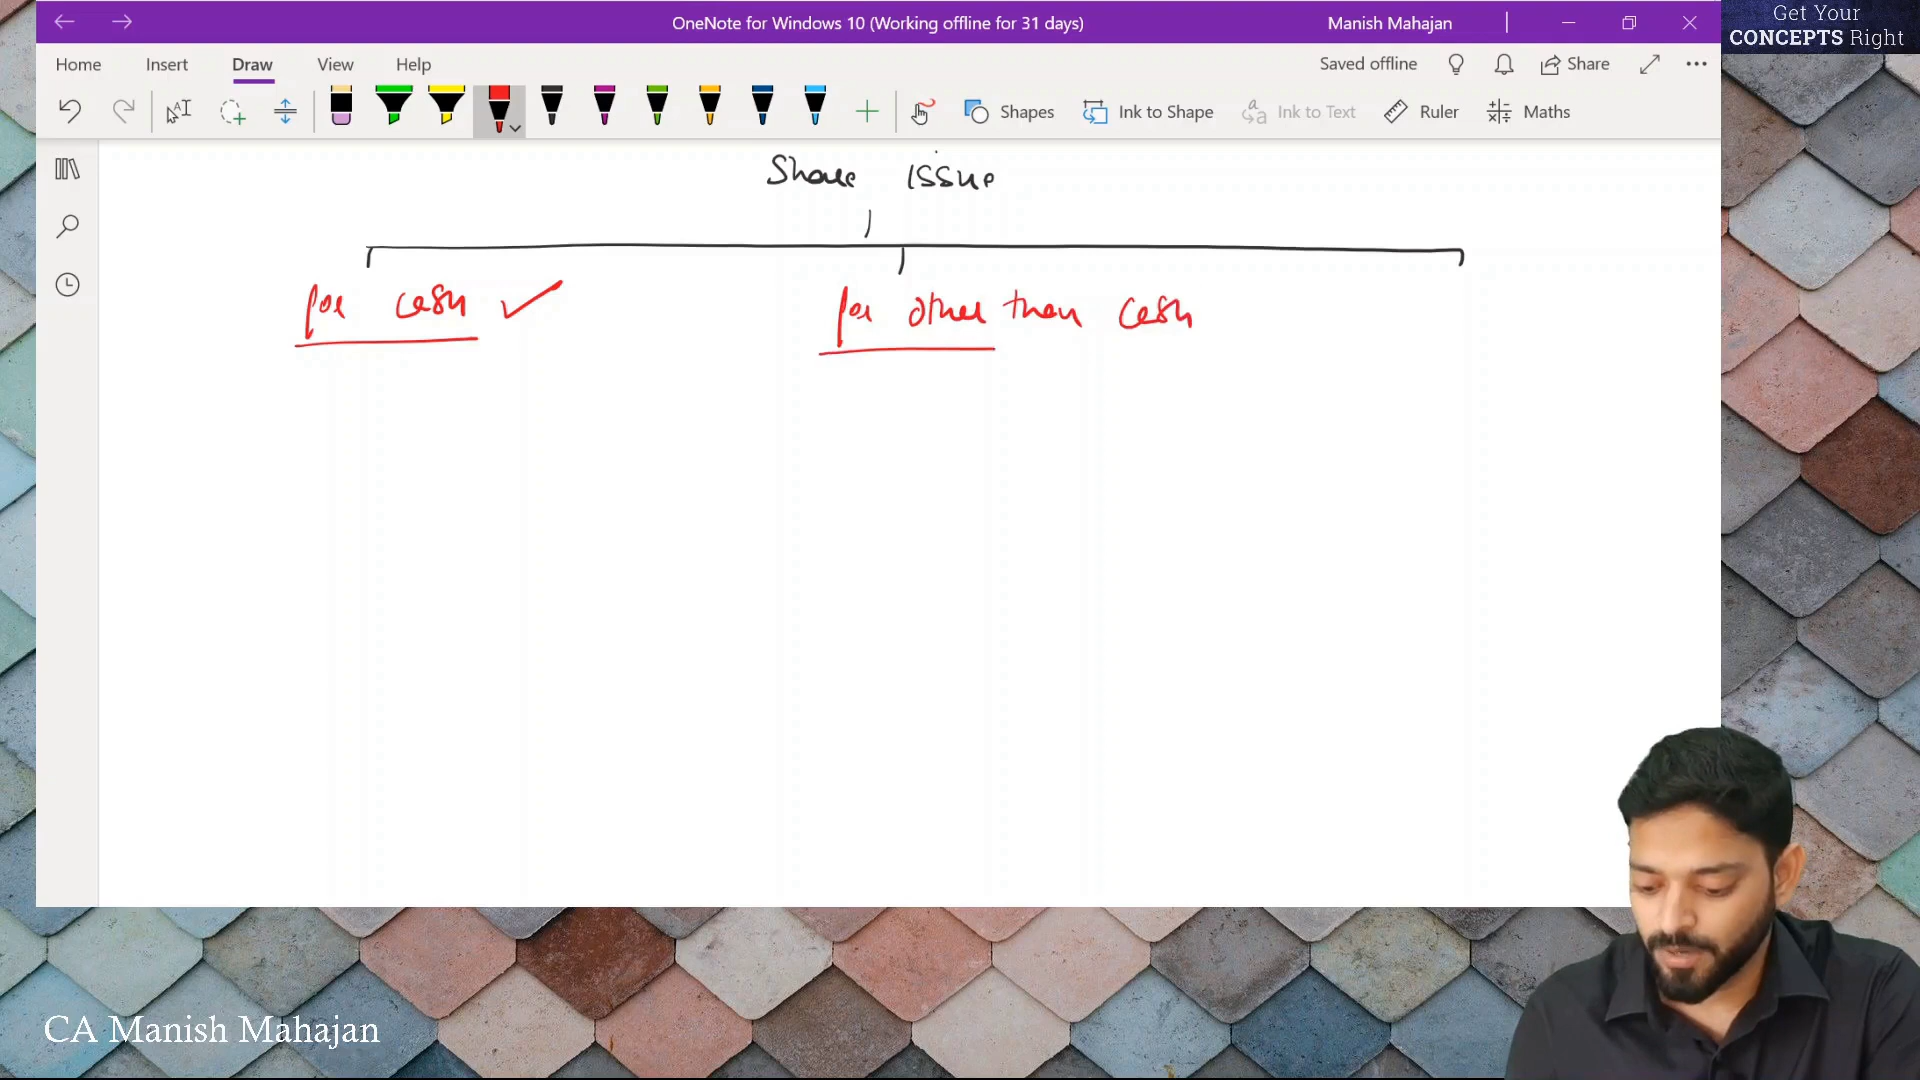 OneNote for Windows 10 (Working offline for 31 days)
Manish Mahajan
Get Your
CONCEPTS Right
Home Insert Draw View Help
Saved offline
Share
Shapes
Ink to Shape
Ink to Text
Ruler
Maths
Share issue
for cash ✓
for other than cash
CA Manish Mahajan